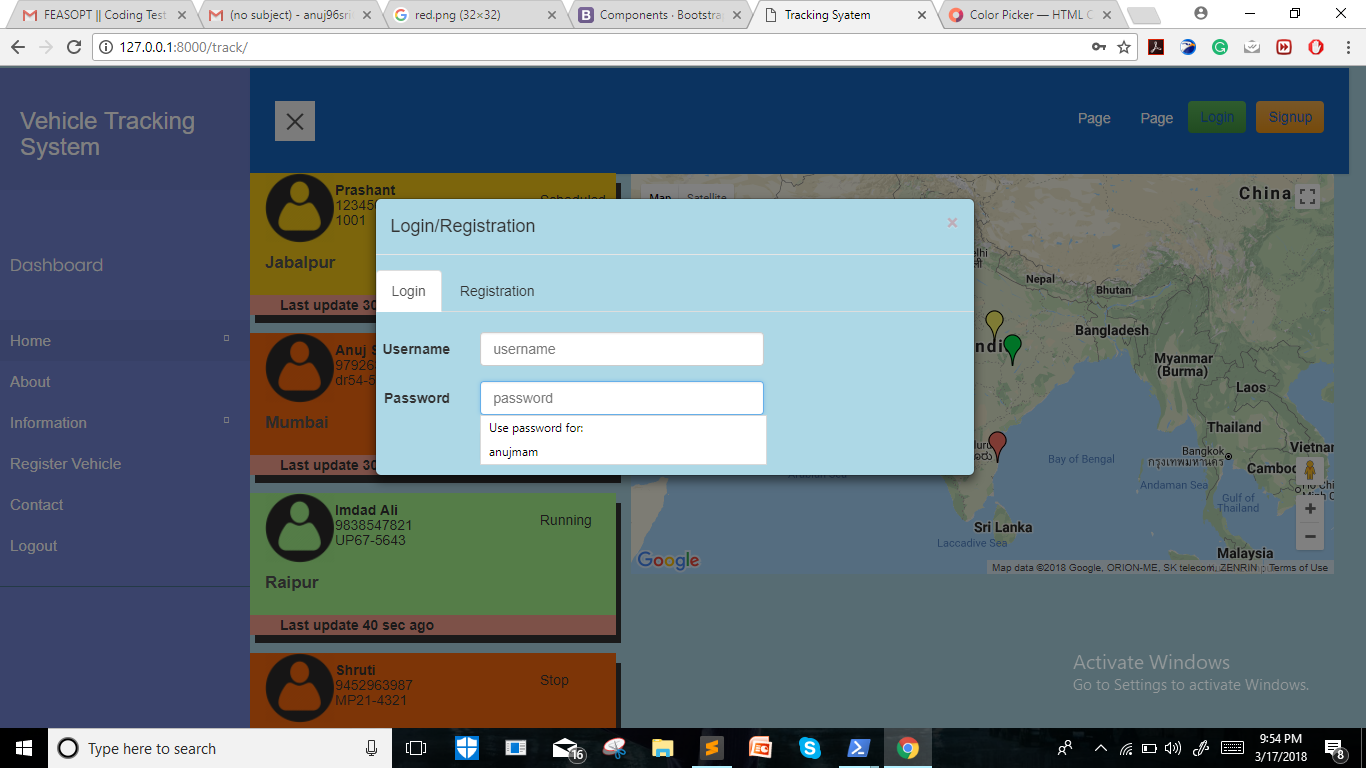 FEASOPT || Coding Test
(no subject) - anuj96sri
red.png (32×32)
Components · Bootstrap
Tracking System
Color Picker — HTML C
127.0.0.1:8000/track/
Vehicle Tracking
System
Dashboard
Home
About
Information
Register Vehicle
Contact
Logout
Page
Page
Login
Signup
Prashant
Scheduled
1001
Jabalpur
Last update 30
Anuj S
dr54-5
Mumbai
Last update 30
Imdad Ali
9838547821
Running
UP67-5643
Raipur
Last update 40 sec ago
Shruti
9452963987
Stop
MP21-4321
Login/Registration
×
Login
Registration
Username
username
Password
password
Use password for:
anujmam
Map
Satellite
China
Nepal
Bhutan
Bangladesh
Myanmar
(Burma)
Laos
Thailand
Bangkok
กรุงเทพมหานคร
Bay of Bengal
Andaman Sea
Gulf of
Thailand
Sri Lanka
Laccadive Sea
Malaysia
Google
Map data ©2018 Google, ORION-ME, SK telecom, ZENRIN
Terms of Use
Activate Windows
Go to Settings to activate Windows.
Type here to search
16
9:54 PM
3/17/2018
8